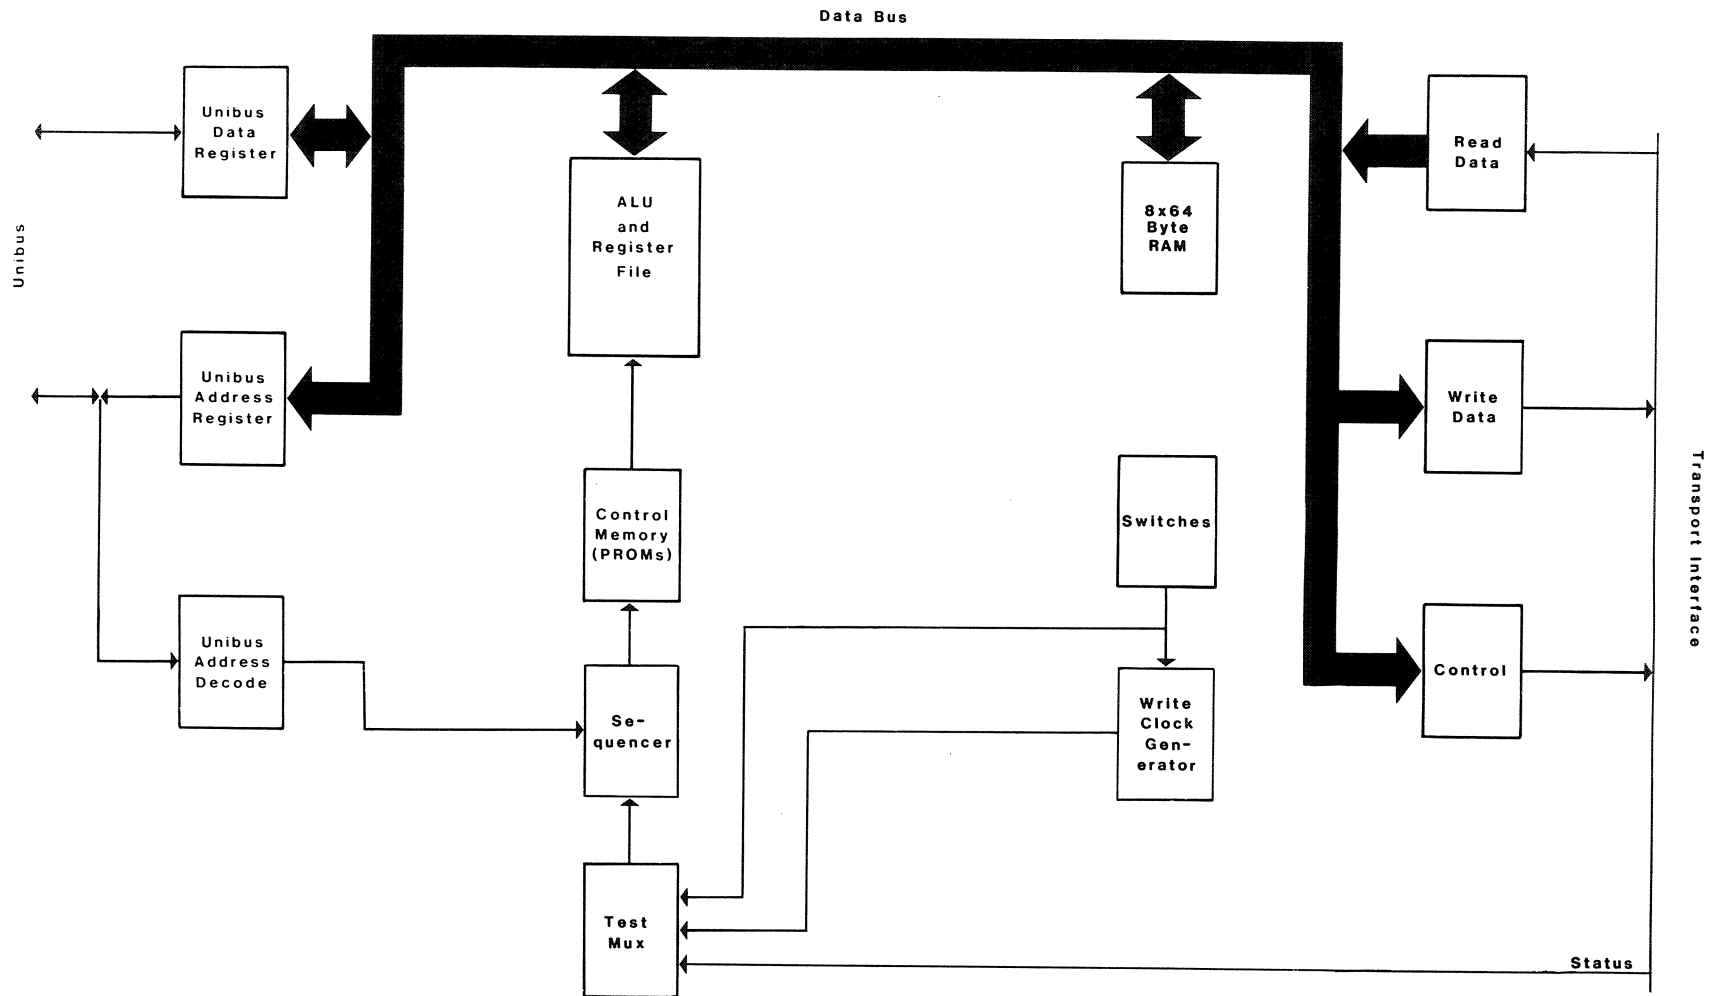 Data Bus
Unibus
Data
Register
ALU
and
Register
File
8x64
Byte
RAM
Read
Data
Unibus
Unibus
Address
Register
Write
Data
Control
Memory
(PROMs)
Switches
Transport Interface
Unibus
Address
Decode
Se-
quencer
Write
Clock
Gen-
erator
Control
Test
Mux
Status